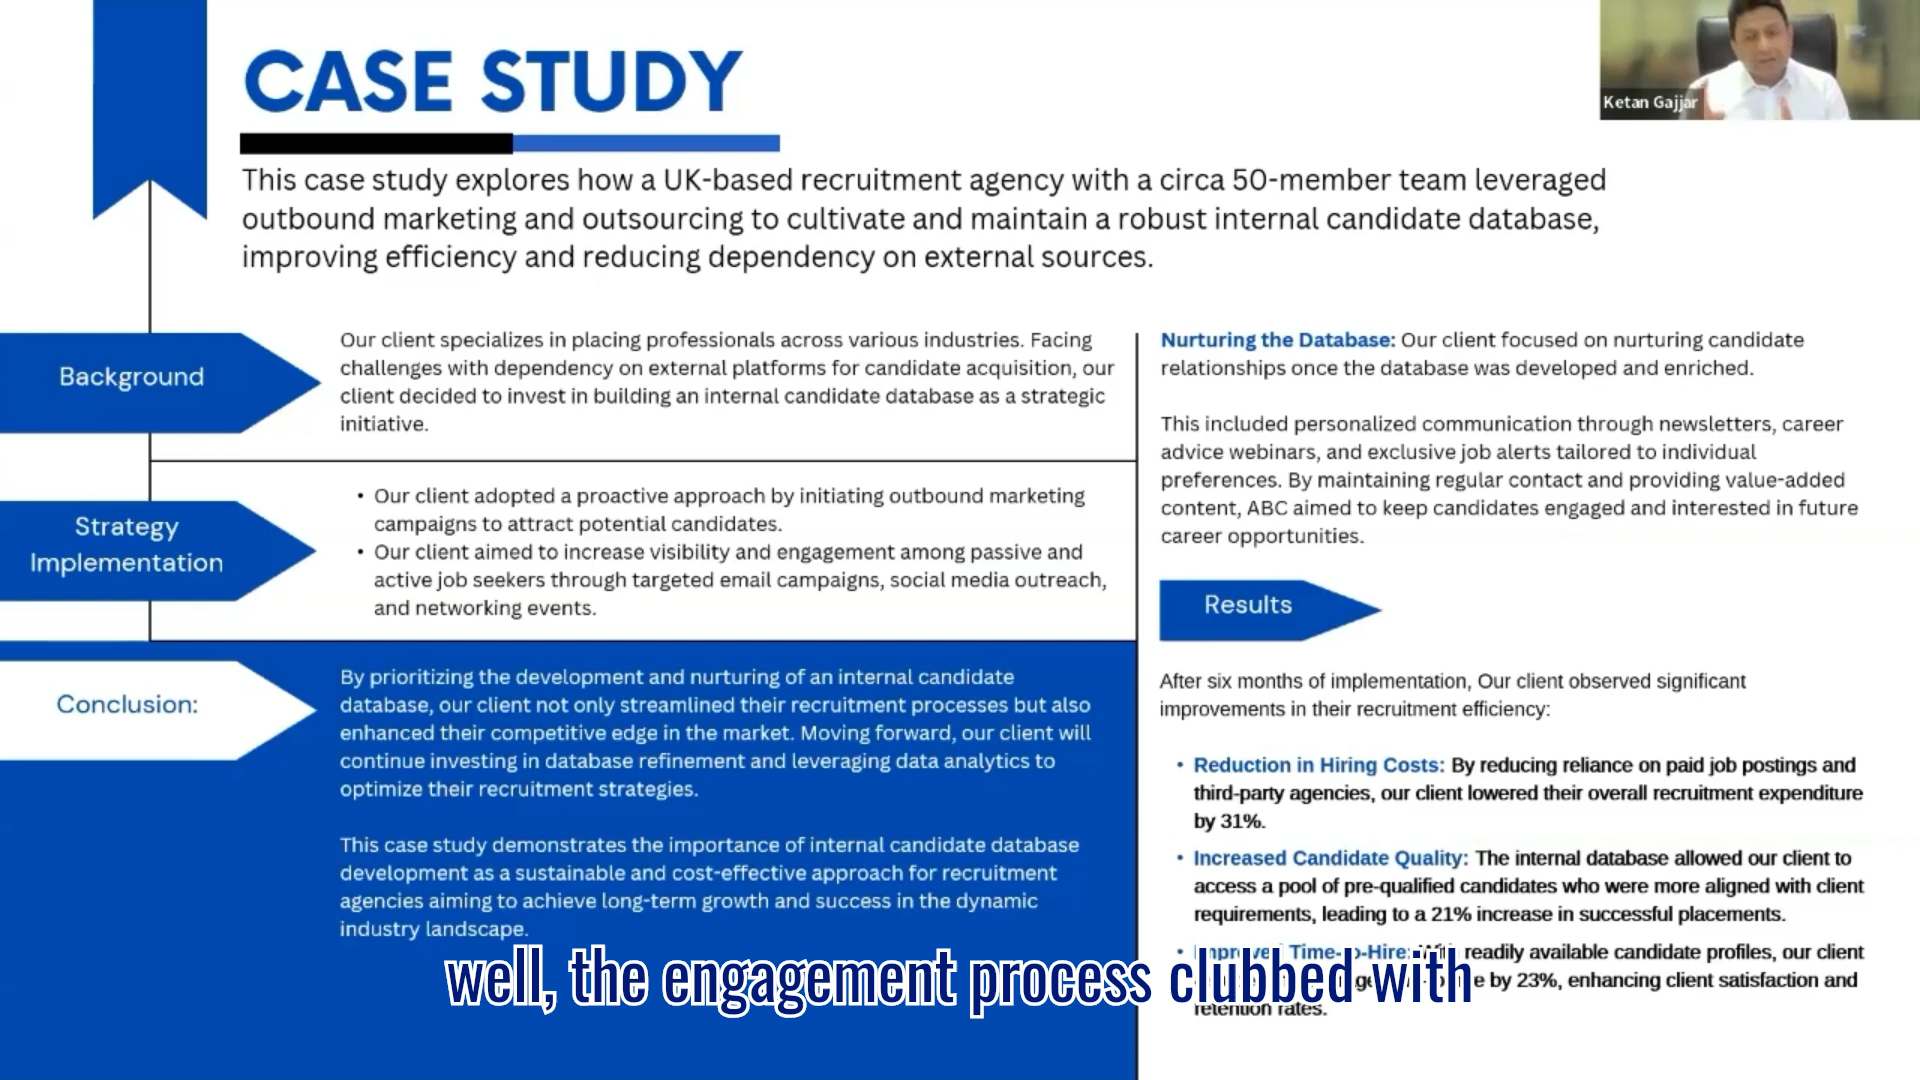 CASE STUDY
Ketan Gajjar
This case study explores how a UK-based recruitment agency with a circa 50-member team leveraged
outbound marketing and outsourcing to cultivate and maintain a robust internal candidate database,
improving efficiency and reducing dependency on external sources.
Background
Our client specializes in placing professionals across various industries. Facing
challenges with dependency on external platforms for candidate acquisition, our
client decided to invest in building an internal candidate database as a strategic
initiative.
Strategy
Implementation
• Our client adopted a proactive approach by initiating outbound marketing
campaigns to attract potential candidates.
• Our client aimed to increase visibility and engagement among passive and
active job seekers through targeted email campaigns, social media outreach,
and networking events.
Conclusion:
By prioritizing the development and nurturing of an internal candidate
database, our client not only streamlined their recruitment processes but also
enhanced their competitive edge in the market. Moving forward, our client will
continue investing in database refinement and leveraging data analytics to
optimize their recruitment strategies.
This case study demonstrates the importance of internal candidate database
development as a sustainable and cost-effective approach for recruitment
agencies aiming to achieve long-term growth and success in the dynamic
industry landscape.
Nurturing the Database: Our client focused on nurturing candidate
relationships once the database was developed and enriched.
This included personalized communication through newsletters, career
advice webinars, and exclusive job alerts tailored to individual
preferences. By maintaining regular contact and providing value-added
content, ABC aimed to keep candidates engaged and interested in future
career opportunities.
Results
After six months of implementation, Our client observed significant
improvements in their recruitment efficiency:
• Reduction in Hiring Costs: By reducing reliance on paid job postings and
third-party agencies, our client lowered their overall recruitment expenditure
by 31%.
• Increased Candidate Quality: The internal database allowed our client to
access a pool of pre-qualified candidates who were more aligned with client
requirements, leading to a 21% increase in successful placements.
• Improved Time-to-Hire: With readily available candidate profiles, our client
by 23%, enhancing client satisfaction and
retention rates.
well, the engagement process clubbed with